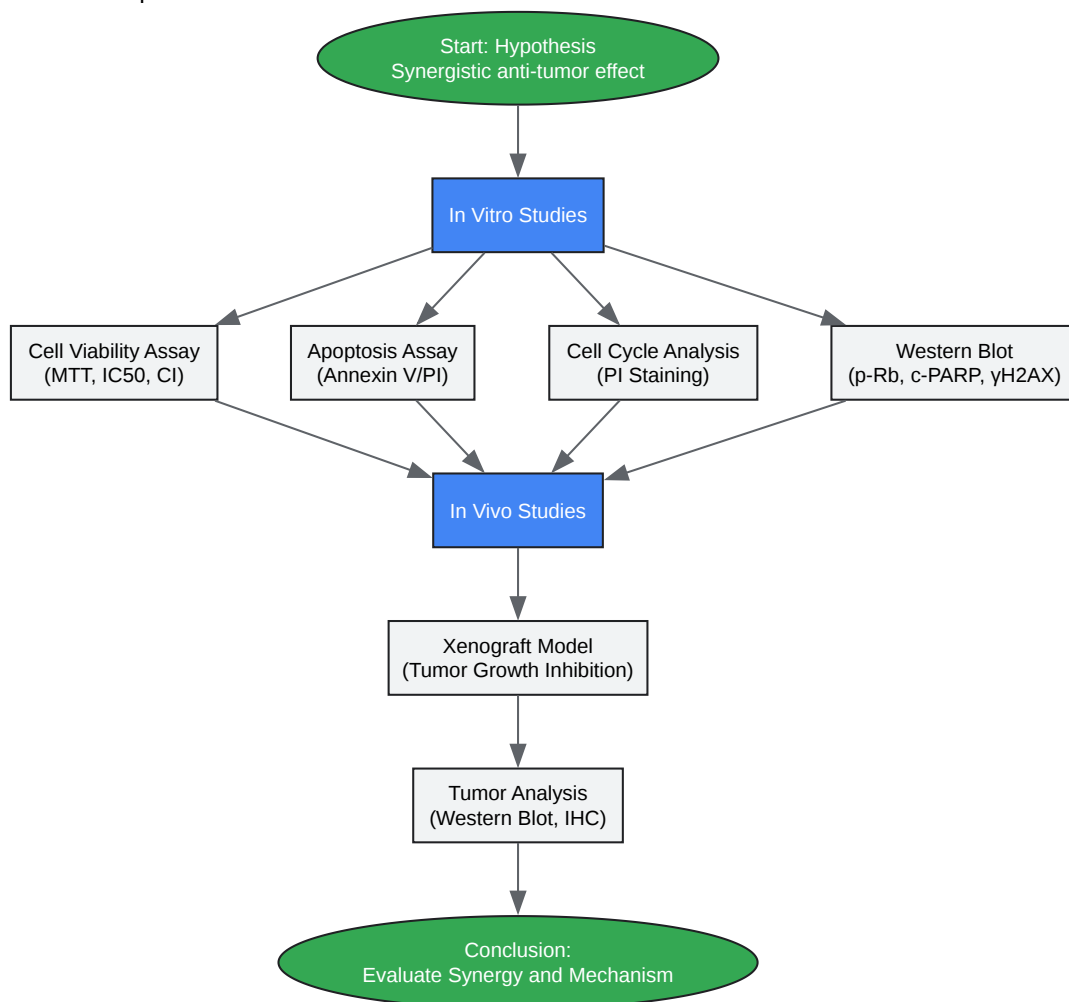 Start: Hypothesis
Synergistic anti-tumor effect
In Vitro Studies
Cell Viability Assay
(MTT, IC50, CI)
Apoptosis Assay
(Annexin V/PI)
Cell Cycle Analysis
(PI Staining)
Western Blot
(p-Rb, c-PARP, γH2AX)
In Vivo Studies
Xenograft Model
(Tumor Growth Inhibition)
Tumor Analysis
(Western Blot, IHC)
Conclusion:
Evaluate Synergy and Mechanism